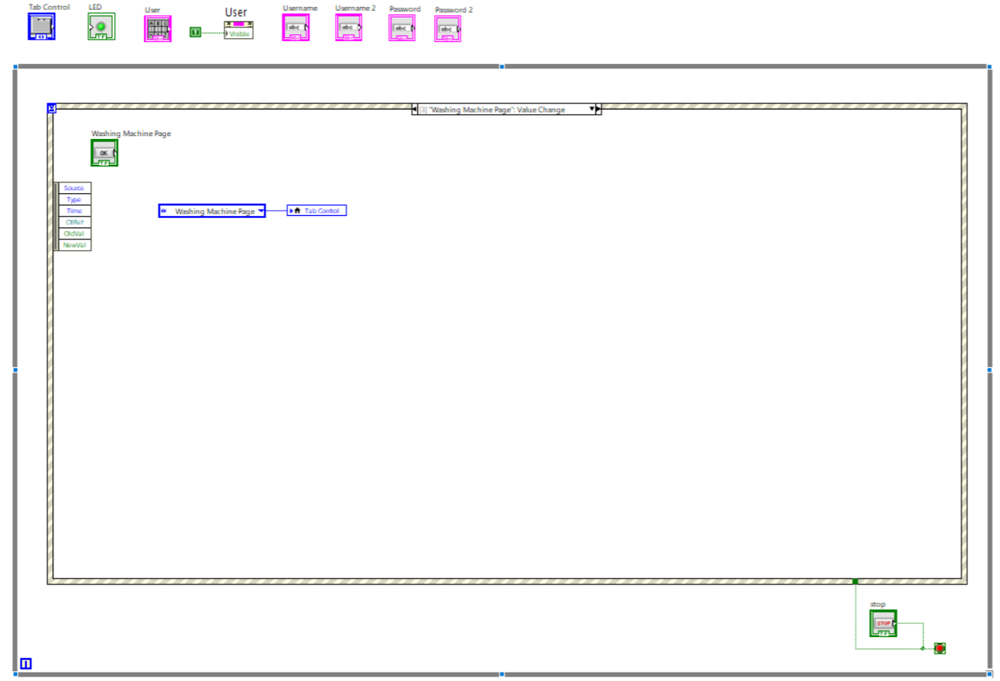 Tab Control
LED
User
User
Username
Username 2
Password
Password 2
TF
abc
abc
abc
abc
Visible
[3] "Washing Machine Page": Value Change
Washing Machine Page
OK
TF
Source
Type
Time
CtlRef
OldVal
NewVal
Washing Machine Page
Tab Control
stop
STOP
TF
i